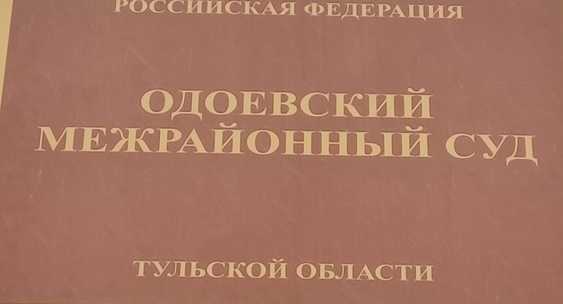 РОССИЙСКАЯ ФЕДЕРАЦИЯ
ОДОЕВСКИЙ
МЕЖРАЙОННЫЙ СУД
ТУЛЬСКОЙ ОБЛАСТИ